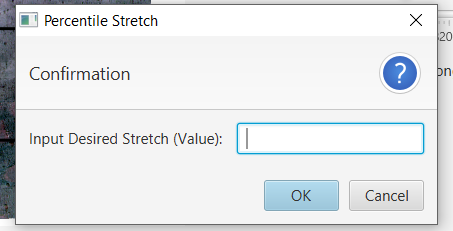 Percentile Stretch
Confirmation
?
Input Desired Stretch (Value):
OK Cancel